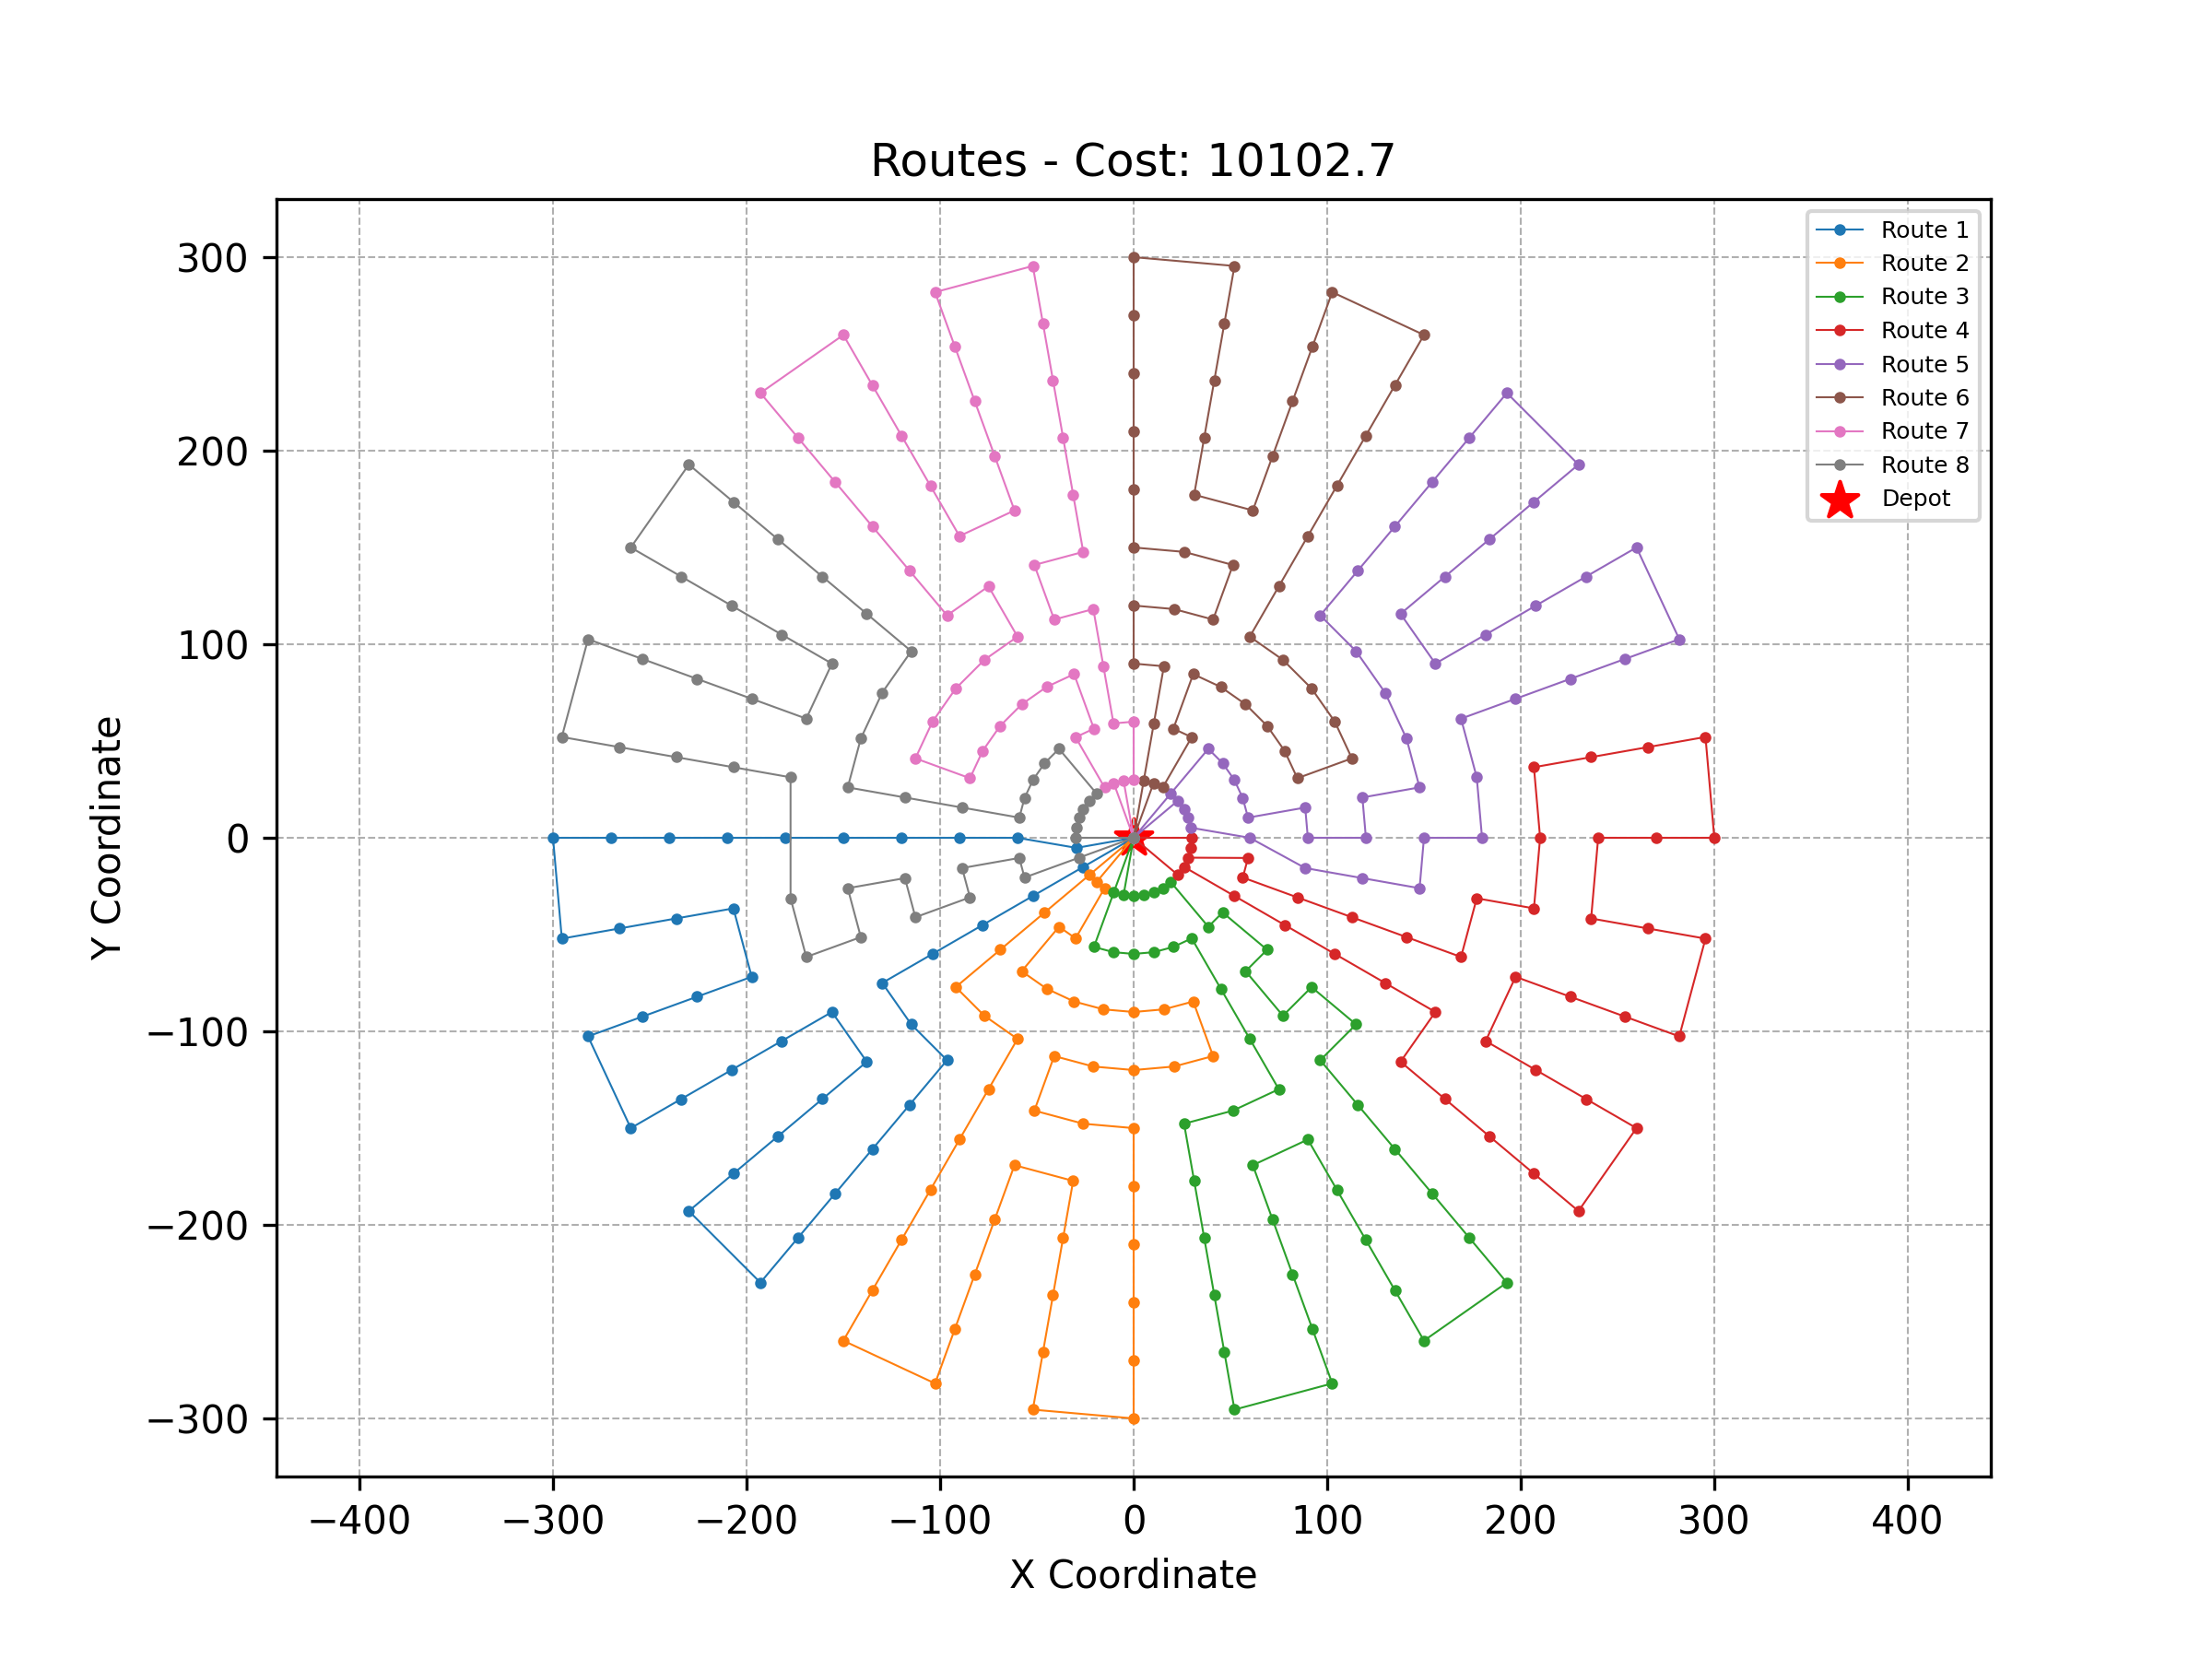 Routes - Cost: 10102.7
Route 1
Route 2
Route 3
Route 4
Route 5
Route 6
Route 7
Route 8
Depot
Y Coordinate
300
200
100
0
−100
−200
−300
−400 −300 −200 −100 0 100 200 300 400
X Coordinate